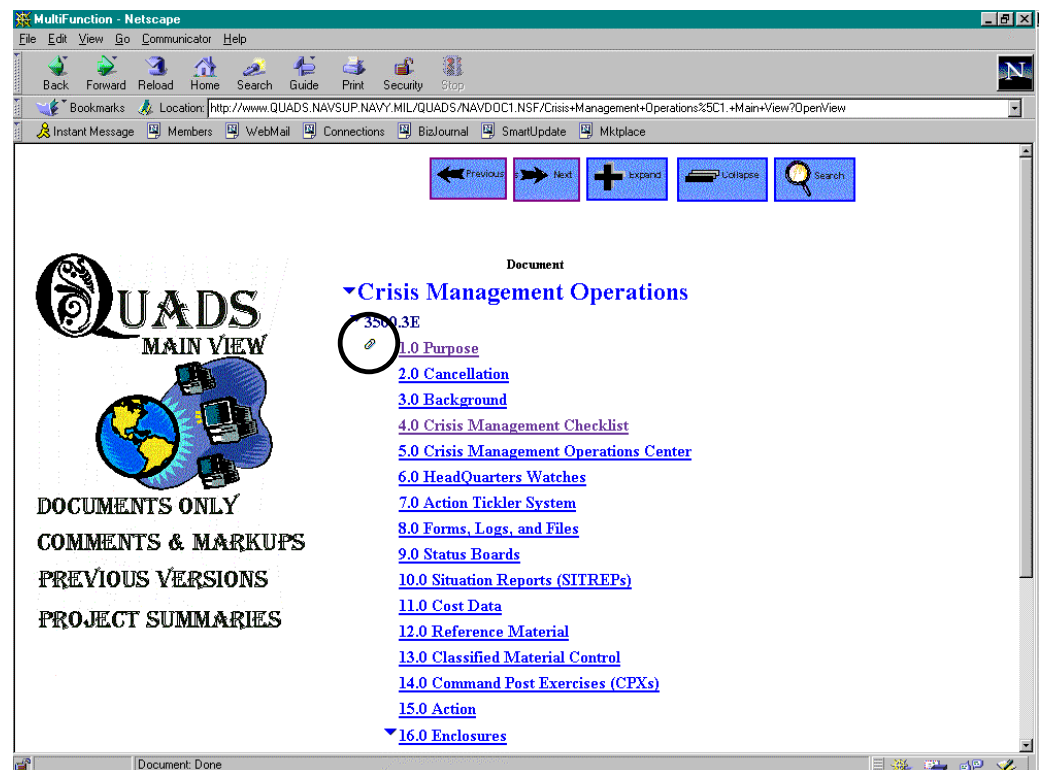 MultiFunction - Netscape
File Edit View Go Communicator Help
Back Forward Reload Home Search Guide Print Security Stop
N
Bookmarks Location: http://www.QUADS.NAVSUP.NAVY.MIL/QUADS/NAVDOC1.NSF/Crisis+Management+Operations%5C1.+Main+View?OpenView
Instant Message Members WebMail Connections BizJournal SmartUpdate Mktplace
Previous s Next Expand Collapse Search
Document
QUADS
MAIN VIEW
DOCUMENTS ONLY
COMMENTS & MARKUPS
PREVIOUS VERSIONS
PROJECT SUMMARIES
Crisis Management Operations
3500.3E
1.0 Purpose
2.0 Cancellation
3.0 Background
4.0 Crisis Management Checklist
5.0 Crisis Management Operations Center
6.0 HeadQuarters Watches
7.0 Action Tickler System
8.0 Forms, Logs, and Files
9.0 Status Boards
10.0 Situation Reports (SITREPs)
11.0 Cost Data
12.0 Reference Material
13.0 Classified Material Control
14.0 Command Post Exercises (CPXs)
15.0 Action
16.0 Enclosures
Document: Done